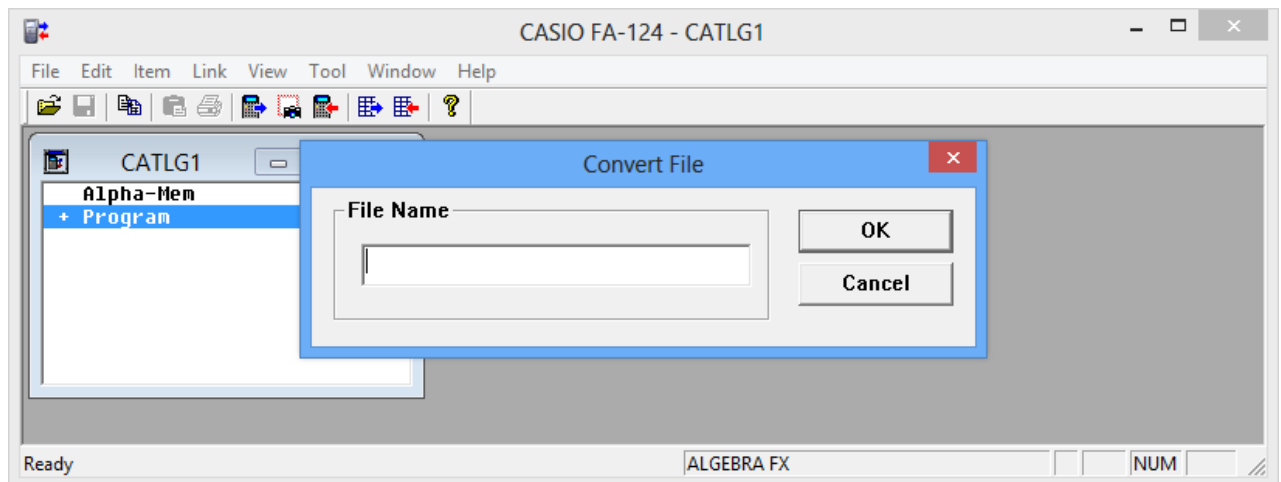 CASIO FA-124 - CATLG1
File Edit Item Link View Tool Window Help
CATLG1
Alpha-Mem
+ Program
Convert File
File Name
OK
Cancel
Ready
ALGEBRA FX
NUM